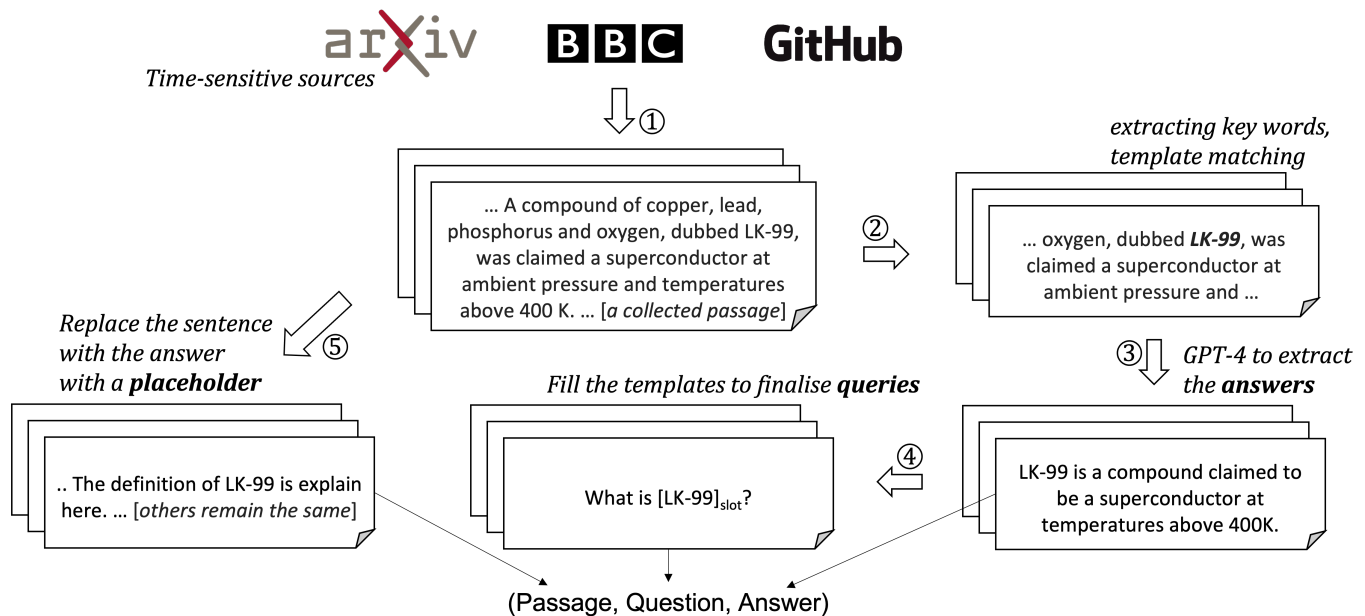 arXiv
BBC
GitHub
Time-sensitive sources
①
… A compound of copper, lead,
phosphorus and oxygen, dubbed LK-99,
was claimed a superconductor at
ambient pressure and temperatures
above 400 K. … [a collected passage]
②
extracting key words,
template matching
… oxygen, dubbed LK-99, was
claimed a superconductor at
ambient pressure and …
③
GPT-4 to extract
the answers
LK-99 is a compound claimed to
be a superconductor at
temperatures above 400K.
④
Fill the templates to finalise queries
What is [LK-99]slot?
⑤
Replace the sentence
with the answer
with a placeholder
.. The definition of LK-99 is explain
here. … [others remain the same]
(Passage, Question, Answer)